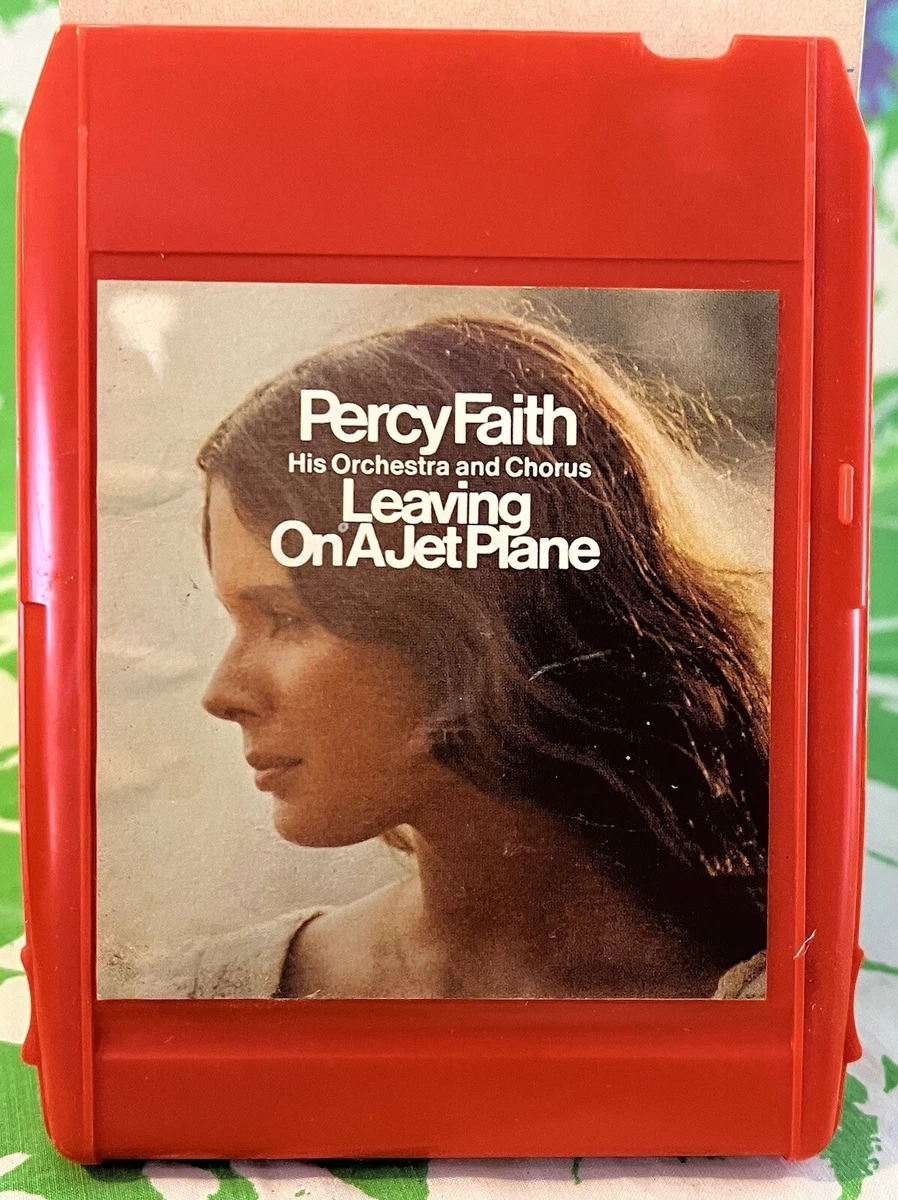 Percy Faith
His Orchestra and Chorus
Leaving
On A Jet Plane